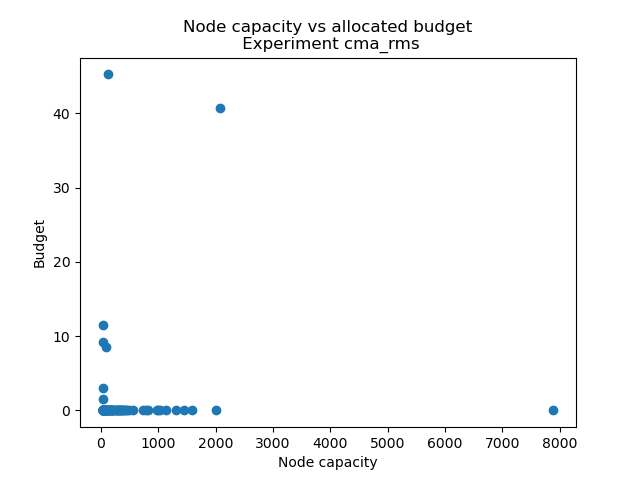 Node capacity vs allocated budget
Experiment cma_rms
40
30
20
10
0
Budget
0 1000 2000 3000 4000 5000 6000 7000 8000
Node capacity